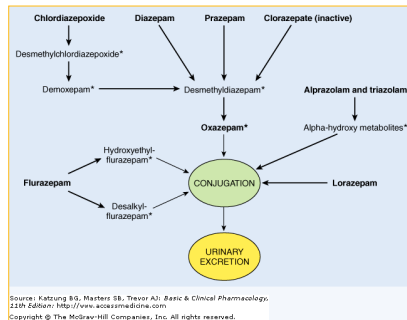 Chlordiazepoxide
Diazepam
Prazepam
Clorazepate (inactive)
Desmethylchlordiazepoxide*
Demoxepam*
Desmethyldiazepam*
Alprazolam and triazolam
Oxazepam*
Alpha-hydroxy metabolites*
Hydroxyethyl-
flurazepam*
Flurazepam
CONJUGATION
Lorazepam
Desalkyl-
flurazepam*
URINARY
EXCRETION
Source: Katzung BG, Masters SB, Trevor AJ: Basic & Clinical Pharmacology,
11th Edition: http://www.accessmedicine.com
Copyright © The McGraw-Hill Companies, Inc. All rights reserved.